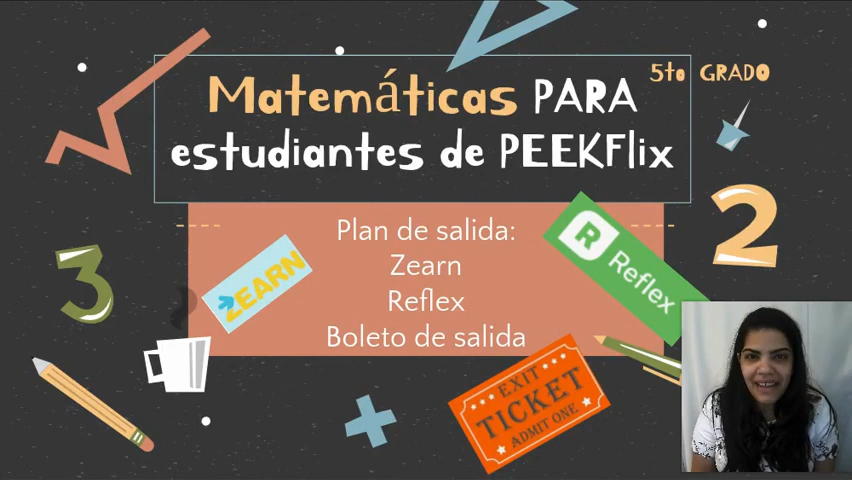 5to GRADO
Matemáticas PARA
estudiantes de PEEKFlix
Plan de salida:
Zearn
Reflex
Boleto de salida
ZEARN
R Reflex
3
2
EXIT
TICKET
ADMIT ONE